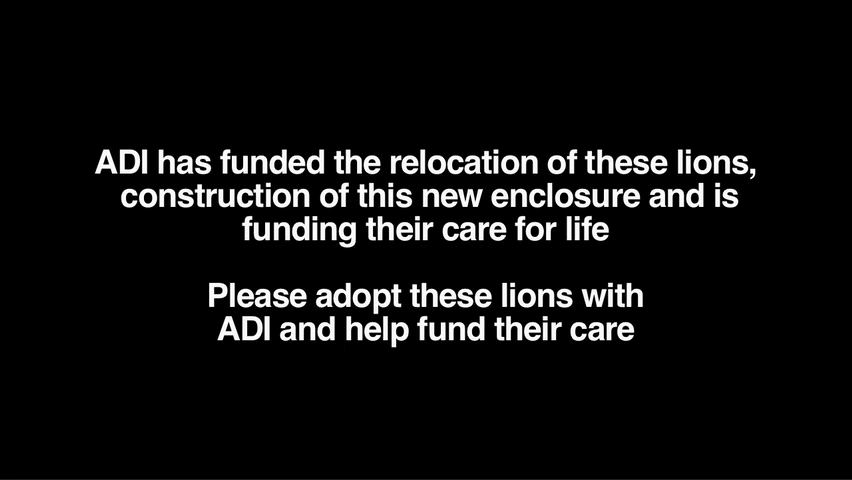 ADI has funded the relocation of these lions,
construction of this new enclosure and is
funding their care for life
Please adopt these lions with
ADI and help fund their care